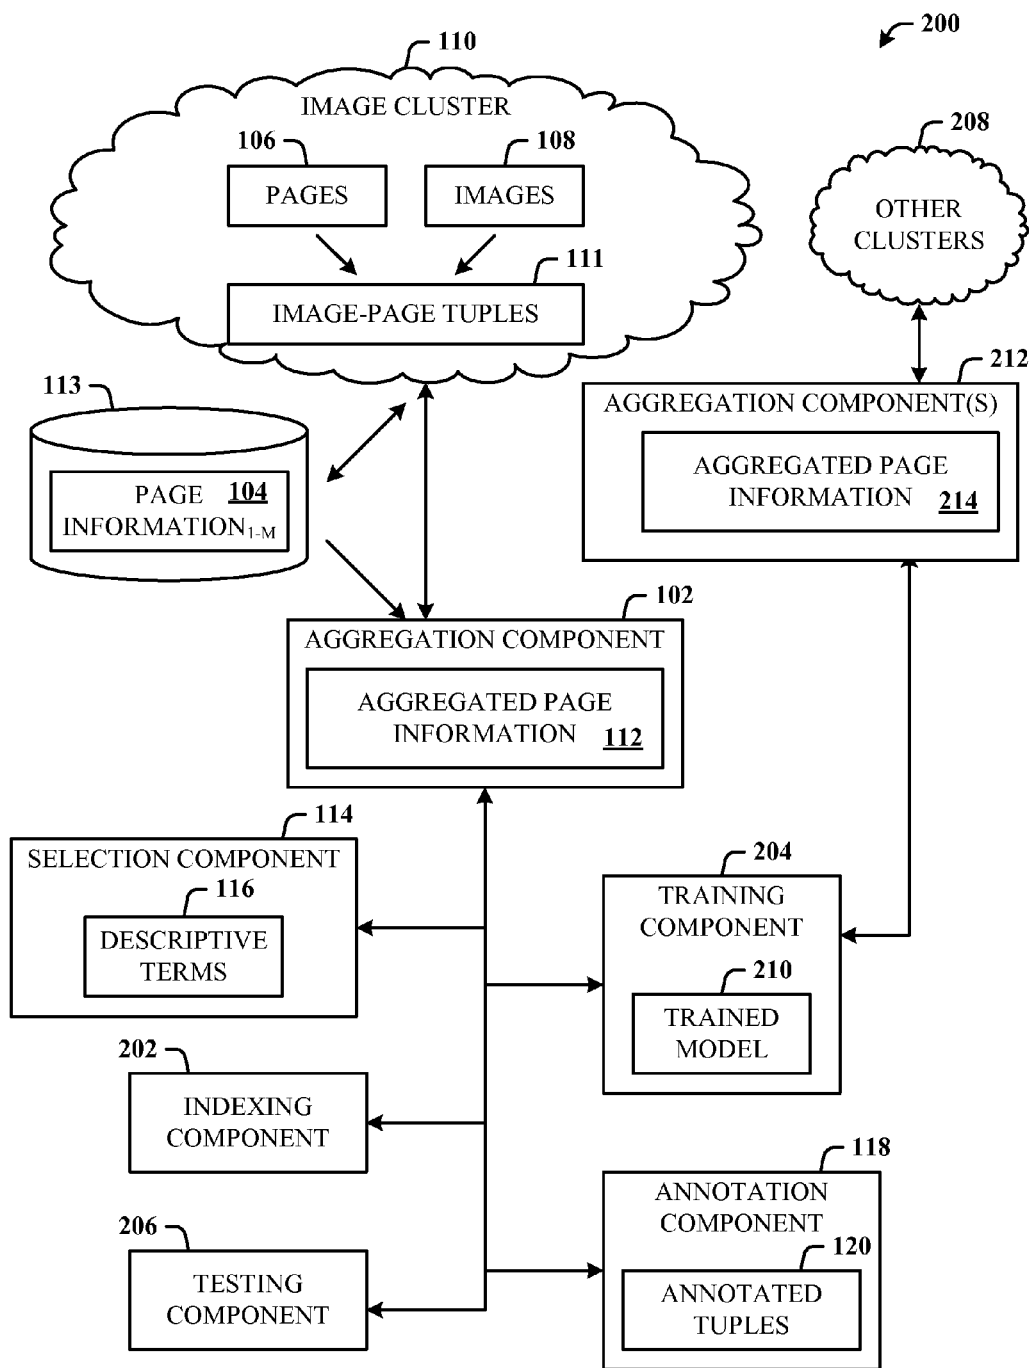 200
110
IMAGE CLUSTER
106
108
PAGES
IMAGES
111
IMAGE-PAGE TUPLES
208
OTHER
CLUSTERS
113
PAGE 104
INFORMATION1-M
212
AGGREGATION COMPONENT(S)
AGGREGATED PAGE
INFORMATION 214
102
AGGREGATION COMPONENT
AGGREGATED PAGE
INFORMATION 112
114
SELECTION COMPONENT
116
DESCRIPTIVE
TERMS
204
TRAINING
COMPONENT
210
TRAINED
MODEL
202
INDEXING
COMPONENT
118
ANNOTATION
COMPONENT
120
ANNOTATED
TUPLES
206
TESTING
COMPONENT